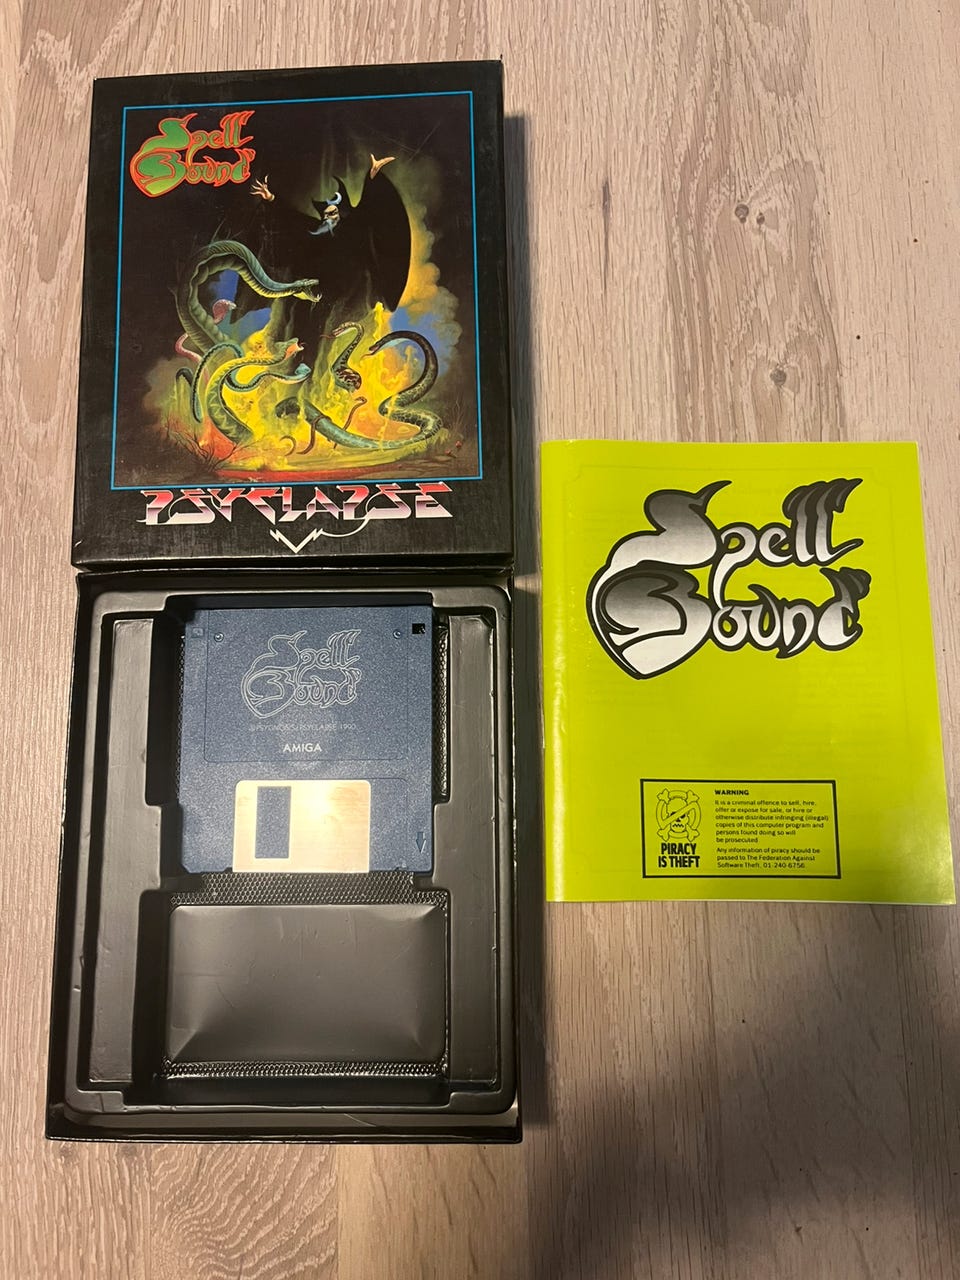 Spell
Bound
PSYCLAPSE
Spell
Bound
©PSYGNOSIS/PSYCLAPSE 1990
AMIGA
Spell
Bound
PIRACY
IS THEFT
WARNING
It is a criminal offence to sell, hire,
offer or expose for sale, or hire or
otherwise distribute infringing (illegal)
copies of this computer program and
persons found doing so will
be prosecuted
Any information of piracy should be
passed to The Federation Against
Software Theft, 01-240-6756.